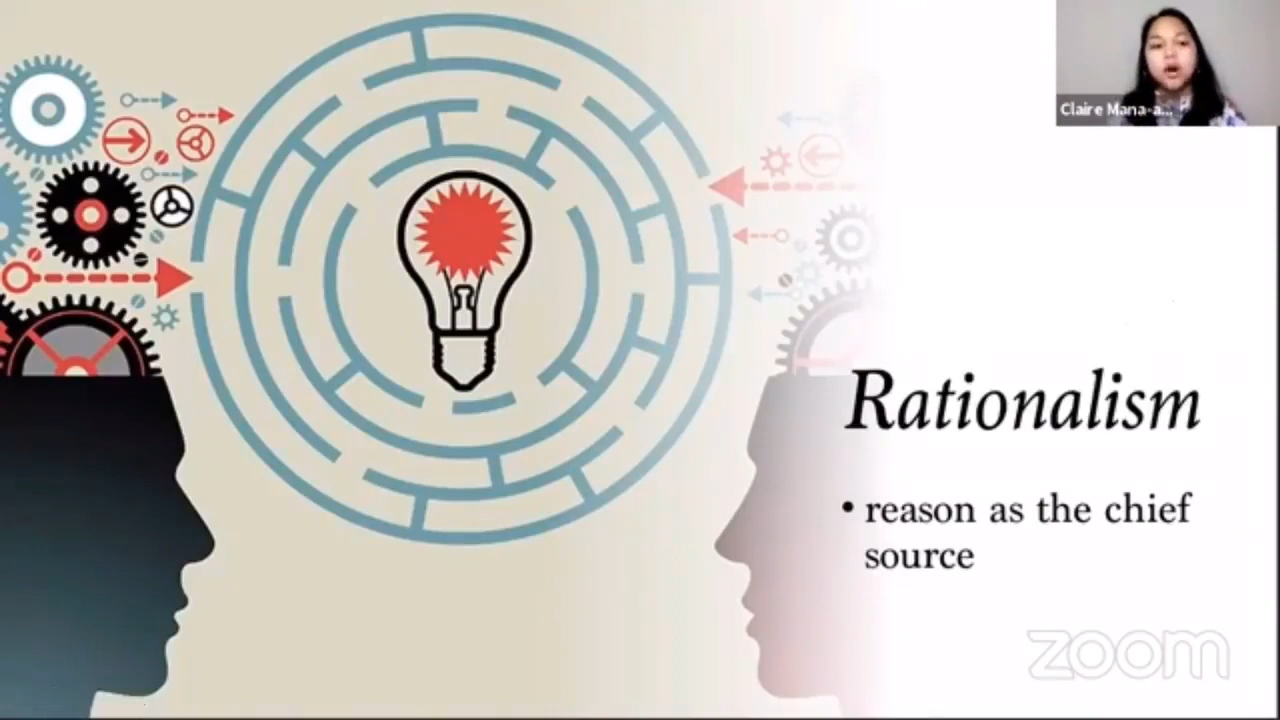 Claire Mana-a...
Rationalism
• reason as the chief
source
zoom